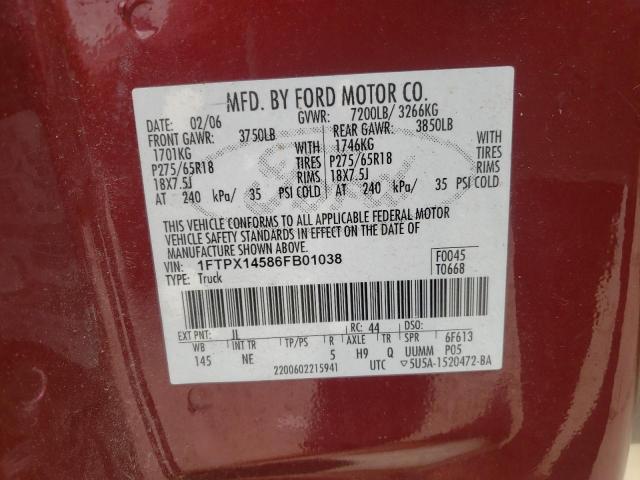 MFD. BY FORD MOTOR CO.
DATE: 02/06 GVWR: 7200LB/ 3266KG
FRONT GAWR: 3750LB REAR GAWR: 3850LB
1701KG WITH 1746KG WITH
P275/65R18 TIRES P275/65R18 TIRES
18X7.5J RIMS 18X7.5J RIMS
AT 240 kPa/ 35 PSI COLD AT 240 kPa/ 35 PSI COLD
THIS VEHICLE CONFORMS TO ALL APPLICABLE FEDERAL MOTOR
VEHICLE SAFETY STANDARDS IN EFFECT ON THE DATE OF
MANUFACTURE SHOWN ABOVE.
VIN: 1FTPX14586FB01038 F0045
TYPE: Truck T0668
EXT PNT: JL RC: 44 DSO:
WB INT TR TP/PS R AXLE TR SPR 6F613
145 NE 5 H9 Q UUMM P05
2200602215941 UTC 5U5A-1520472-BA
Ford